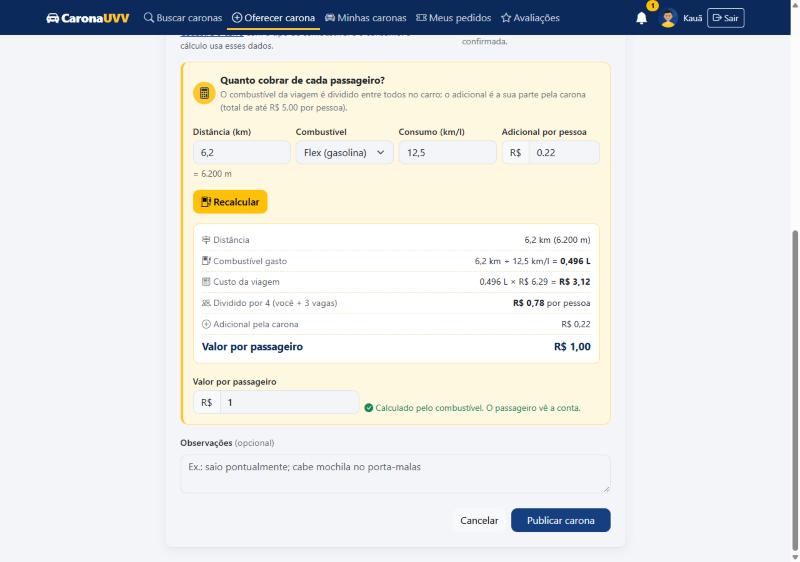 CaronaUVV Buscar caronas Oferecer carona Minhas caronas Meus pedidos Avaliações 1 Kauã Sair
cálculo usa esses dados.
confirmada.
Quanto cobrar de cada passageiro?
O combustível da viagem é dividido entre todos no carro; o adicional é a sua parte pela carona
(total de até R$ 5,00 por pessoa).
Distância (km) Combustível Consumo (km/l) Adicional por pessoa
6,2 Flex (gasolina) 12,5 R$ 0.22
= 6.200 m
Recalcular
Distância 6,2 km (6.200 m)
Combustível gasto 6,2 km ÷ 12,5 km/l = 0,496 L
Custo da viagem 0,496 L × R$ 6,29 = R$ 3,12
Dividido por 4 (você + 3 vagas) R$ 0,78 por pessoa
Adicional pela carona R$ 0,22
Valor por passageiro R$ 1,00
Valor por passageiro
R$ 1
Calculado pelo combustível. O passageiro vê a conta.
Observações (opcional)
Ex.: saio pontualmente; cabe mochila no porta-malas
Cancelar Publicar carona